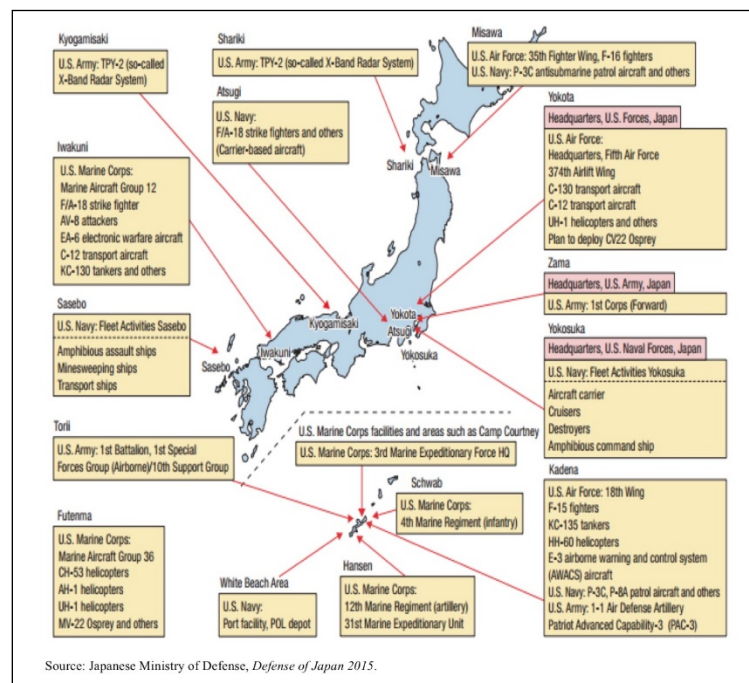 Kyogamisaki
U.S. Army: TPY-2 (so-called
X-Band Radar System)
Shariki
U.S. Army: TPY-2 (so-called X-Band Radar System)
Misawa
U.S. Air Force: 35th Fighter Wing, F-16 fighters
U.S. Navy: P-3C antisubmarine patrol aircraft and others
Atsugi
U.S. Navy:
F/A-18 strike fighters and others
(Carrier-based aircraft)
Yokota
Headquarters, U.S. Forces, Japan
U.S. Air Force:
Headquarters, Fifth Air Force
374th Airlift Wing
C-130 transport aircraft
C-12 transport aircraft
UH-1 helicopters and others
Plan to deploy CV22 Osprey
Iwakuni
U.S. Marine Corps:
Marine Aircraft Group 12
F/A-18 strike fighter
AV-8 attackers
EA-6 electronic warfare aircraft
C-12 transport aircraft
KC-130 tankers and others
Shariki
Misawa
Zama
Headquarters, U.S. Army, Japan
U.S. Army: 1st Corps (Forward)
Sasebo
U.S. Navy: Fleet Activities Sasebo
Amphibious assault ships
Minesweeping ships
Transport ships
Kyogamisaki
Yokota
Atsugi
Yokosuka
Iwakuni
Sasebo
Yokosuka
Headquarters, U.S. Naval Forces, Japan
U.S. Navy: Fleet Activities Yokosuka
Aircraft carrier
Cruisers
Destroyers
Amphibious command ship
Torii
U.S. Army: 1st Battalion, 1st Special
Forces Group (Airborne)/10th Support Group
U.S. Marine Corps facilities and areas such as Camp Courtney
U.S. Marine Corps: 3rd Marine Expeditionary Force HQ
Schwab
U.S. Marine Corps:
4th Marine Regiment (infantry)
Kadena
U.S. Air Force: 18th Wing
F-15 fighters
KC-135 tankers
HH-60 helicopters
E-3 airborne warning and control system
(AWACS) aircraft
U.S. Navy: P-3C, P-8A patrol aircraft and others
U.S. Army: 1-1 Air Defense Artillery
Patriot Advanced Capability-3 (PAC-3)
Futenma
U.S. Marine Corps:
Marine Aircraft Group 36
CH-53 helicopters
AH-1 helicopters
UH-1 helicopters
MV-22 Osprey and others
White Beach Area
U.S. Navy:
Port facility, POL depot
Hansen
U.S. Marine Corps:
12th Marine Regiment (artillery)
31st Marine Expeditionary Unit
Source: Japanese Ministry of Defense, Defense of Japan 2015.